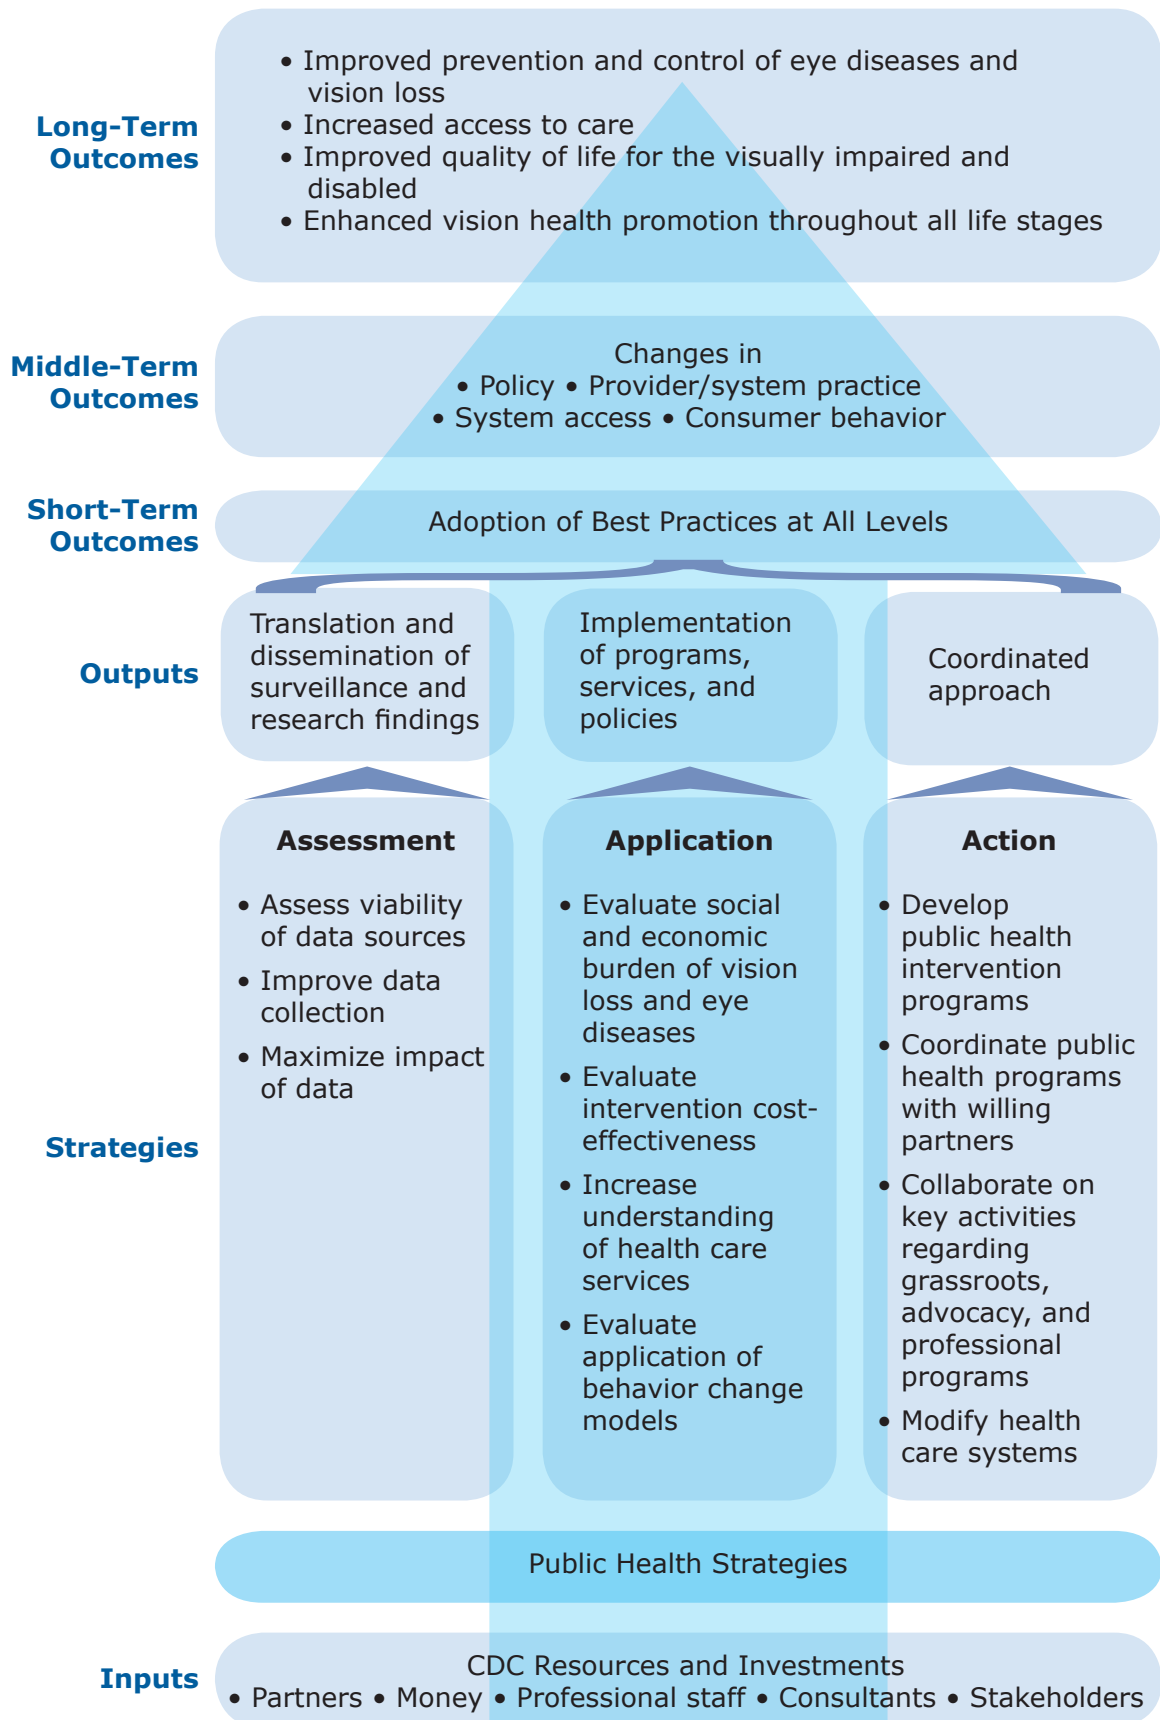 Long-Term
Outcomes
• Improved prevention and control of eye diseases and
vision loss
• Increased access to care
• Improved quality of life for the visually impaired and
disabled
• Enhanced vision health promotion throughout all life stages
Middle-Term
Outcomes
Changes in
• Policy • Provider/system practice
• System access • Consumer behavior
Short-Term
Outcomes
Adoption of Best Practices at All Levels
Outputs
Translation and
dissemination of
surveillance and
research findings
Implementation
of programs,
services, and
policies
Coordinated
approach
Strategies
Assessment
• Assess viability
of data sources
• Improve data
collection
• Maximize impact
of data
Application
• Evaluate social
and economic
burden of vision
loss and eye
diseases
• Evaluate
intervention cost-
effectiveness
• Increase
understanding
of health care
services
• Evaluate
application of
behavior change
models
Action
• Develop
public health
intervention
programs
• Coordinate public
health programs
with willing
partners
• Collaborate on
key activities
regarding
grassroots,
advocacy, and
professional
programs
• Modify health
care systems
Public Health Strategies
Inputs
CDC Resources and Investments
• Partners • Money • Professional staff • Consultants • Stakeholders